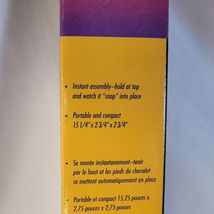 • Instant assembly–hold at top
and watch it "snap" into place
• Portable and compact
15 1/4" x 2 3/4" x 2 3/4"
• Se monte instantanément–tenir
par le haut et les pieds du chevalet
se mettent automatiquement en place
• Portable et compact 15,25 pouces x
2,75 pouces x 2,75 pouces